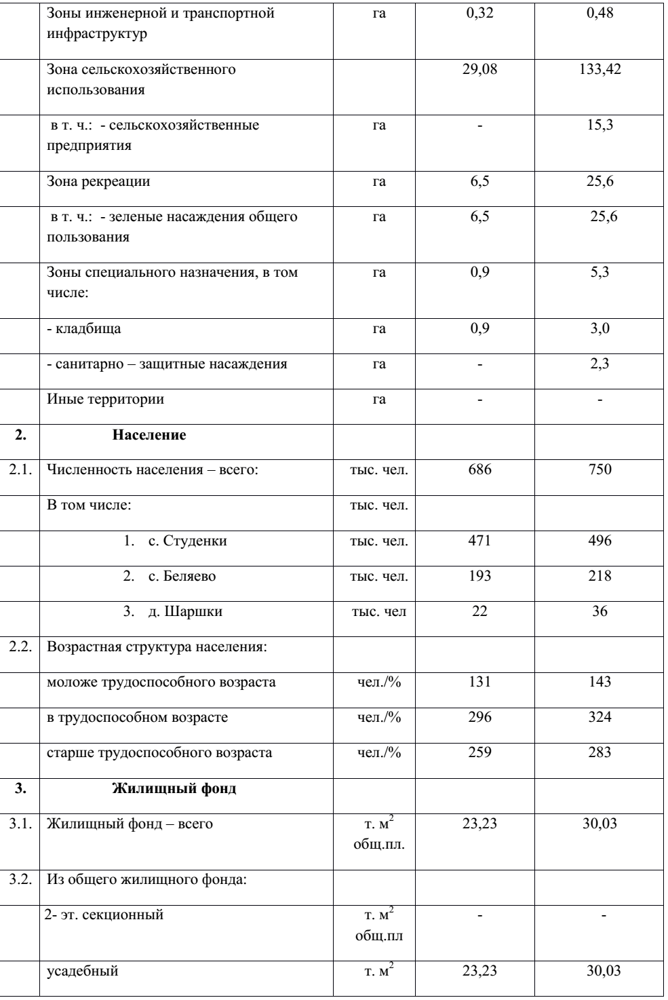 Зоны инженерной и транспортной га 0,32 0,48
инфраструктур
Зона сельскохозяйственного 29,08 133,42
использования
в т. ч.: - сельскохозяйственные га - 15,3
предприятия
Зона рекреации га 6,5 25,6
в т. ч.: - зеленые насаждения общего га 6,5 25,6
пользования
Зоны специального назначения, в том га 0,9 5,3
числе:
- кладбища га 0,9 3,0
- санитарно – защитные насаждения га - 2,3
Иные территории га - -
2. Население
2.1. Численность населения – всего: тыс. чел. 686 750
В том числе: тыс. чел.
1. с. Студенки тыс. чел. 471 496
2. с. Беляево тыс. чел. 193 218
3. д. Шаршки тыс. чел 22 36
2.2. Возрастная структура населения:
моложе трудоспособного возраста чел./% 131 143
в трудоспособном возрасте чел./% 296 324
старше трудоспособного возраста чел./% 259 283
3. Жилищный фонд
3.1. Жилищный фонд – всего т. м² 23,23 30,03
общ.пл.
3.2. Из общего жилищного фонда:
2- эт. секционный т. м² - -
общ.пл
усадебный т. м² 23,23 30,03